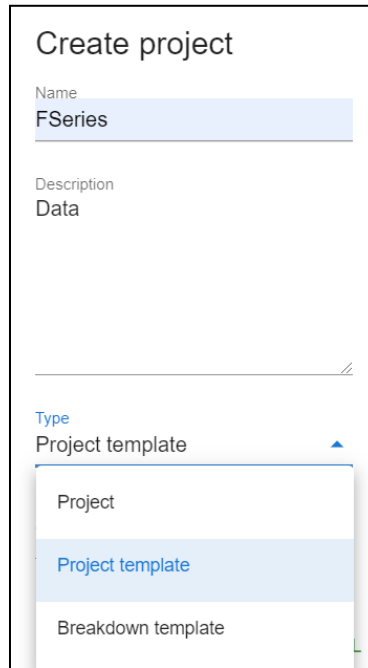 Create project
Name
FSeries
Description
Data
Type
Project template
Project
Project template
Breakdown template